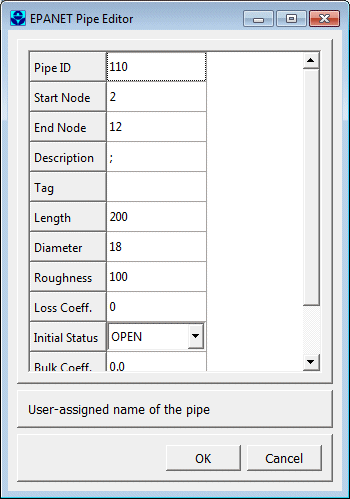 EPANET Pipe Editor
Pipe ID 110
Start Node 2
End Node 12
Description ;
Tag
Length 200
Diameter 18
Roughness 100
Loss Coeff. 0
Initial Status OPEN
Bulk Coeff. 0.0
User-assigned name of the pipe
OK Cancel